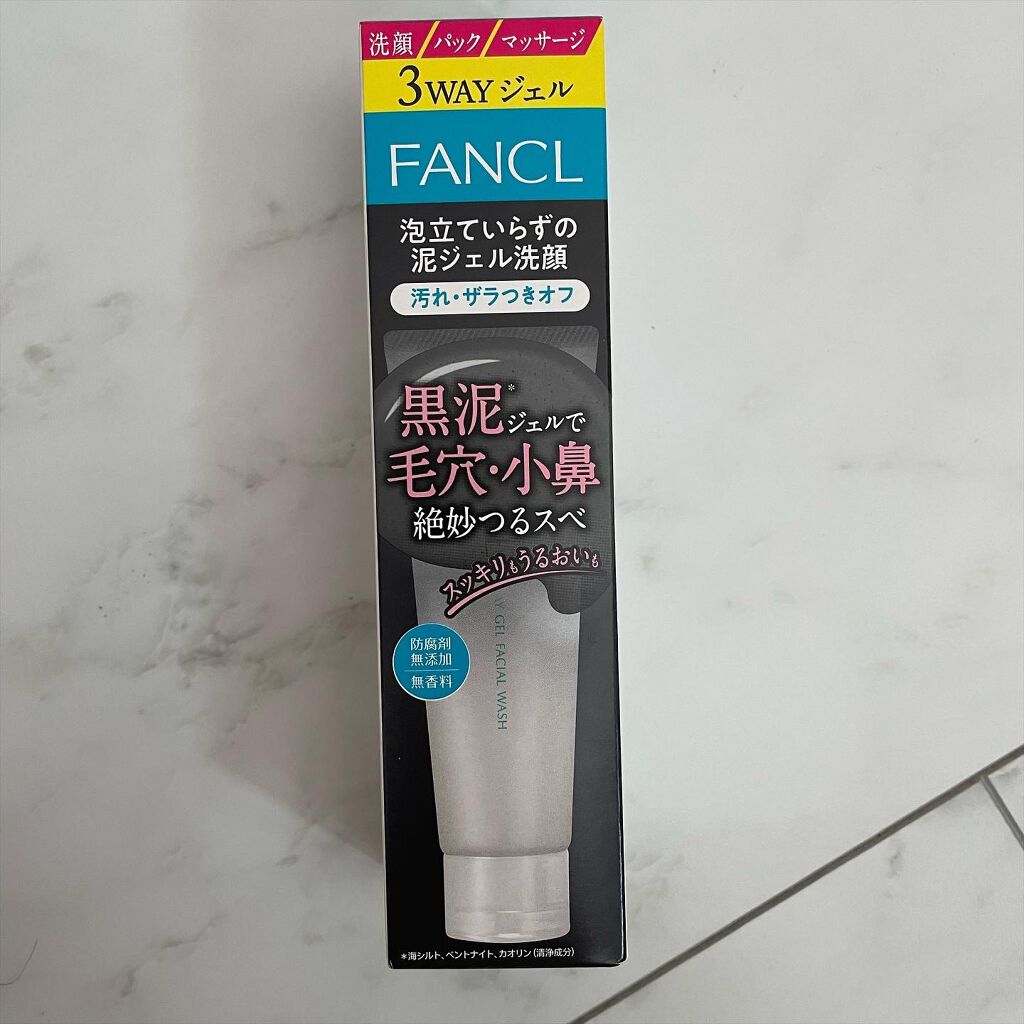 洗顔/パック/マッサージ
3WAYジェル
FANCL
泡立ていらずの
泥ジェル洗顔
汚れ・ザラつきオフ
黒泥*ジェルで
毛穴・小鼻
絶妙つるスベ
スッキリもうるおいも
GEL FACIAL WASH
防腐剤
無添加
無香料
*海シルト、ベントナイト、カオリン(清浄成分)